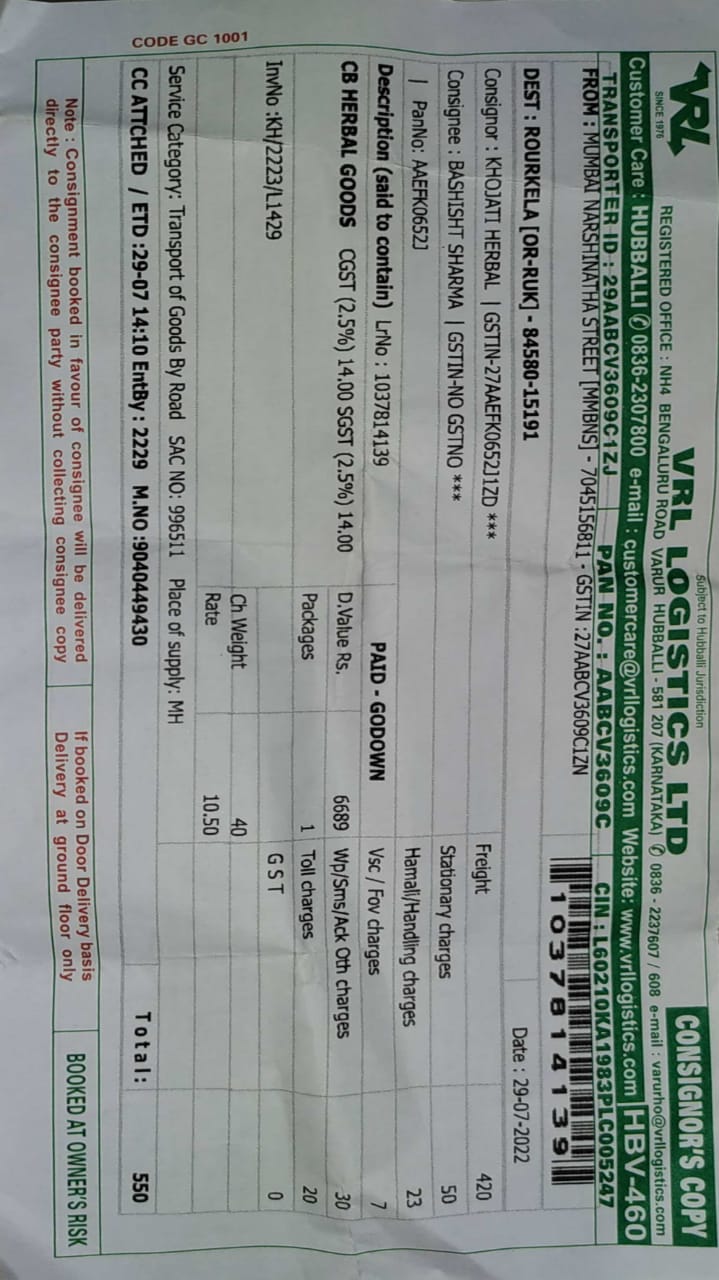 Subject to Hubballi Jurisdiction
VRL
SINCE 1976
VRL LOGISTICS LTD
CONSIGNOR'S COPY
REGISTERED OFFICE : NH4 BENGALURU ROAD VARUR HUBBALLI - 581 207 (KARNATAKA) ✆ 0836 - 2237607 / 608 e-mail : varurho@vrllogistics.com
Customer Care : HUBBALLI ✆ 0836-2307800 e-mail : customercare@vrllogistics.com Website: www.vrllogistics.com HBV-460
TRANSPORTER ID : 29AABCV3609C1ZJ PAN NO. : AABCV3609C CIN : L60210KA1983PLC005247
FROM : MUMBAI NARSHINATHA STREET [MMBNS] - 7045156811 - GSTIN :27AABCV3609C1ZN
1037814139
DEST : ROURKELA [OR-RUK] - 84580-15191
Date : 29-07-2022
Consignor : KHOJATI HERBAL | GSTIN-27AAEFK0652J1ZD ***
Freight 420
Consignee : BASHISHT SHARMA | GSTIN-NO GSTNO ***
Stationary charges 50
| PanNo: AAEFK0652J
Hamali/Handling charges 23
Description (said to contain) LrNo : 1037814139 PAID - GODOWN Vsc / Fov charges 7
CB HERBAL GOODS CGST (2.5%) 14.00 SGST (2.5%) 14.00 D.Value Rs. 6689 Wp/Sms/Ack Oth charges 30
Packages 1 Toll charges 20
InvNo :KH/2223/L1429 G S T 0
Ch.Weight 40
Rate 10.50
Service Category: Transport of Goods By Road SAC NO: 996511 Place of supply: MH
CC ATTCHED / ETD :29-07 14:10 EntBy : 2229 M.NO :9040449430 Total: 550
Note : Consignment booked in favour of consignee will be delivered
directly to the consignee party without collecting consignee copy
If booked on Door Delivery basis
Delivery at ground floor only
BOOKED AT OWNER'S RISK
CODE GC 1001